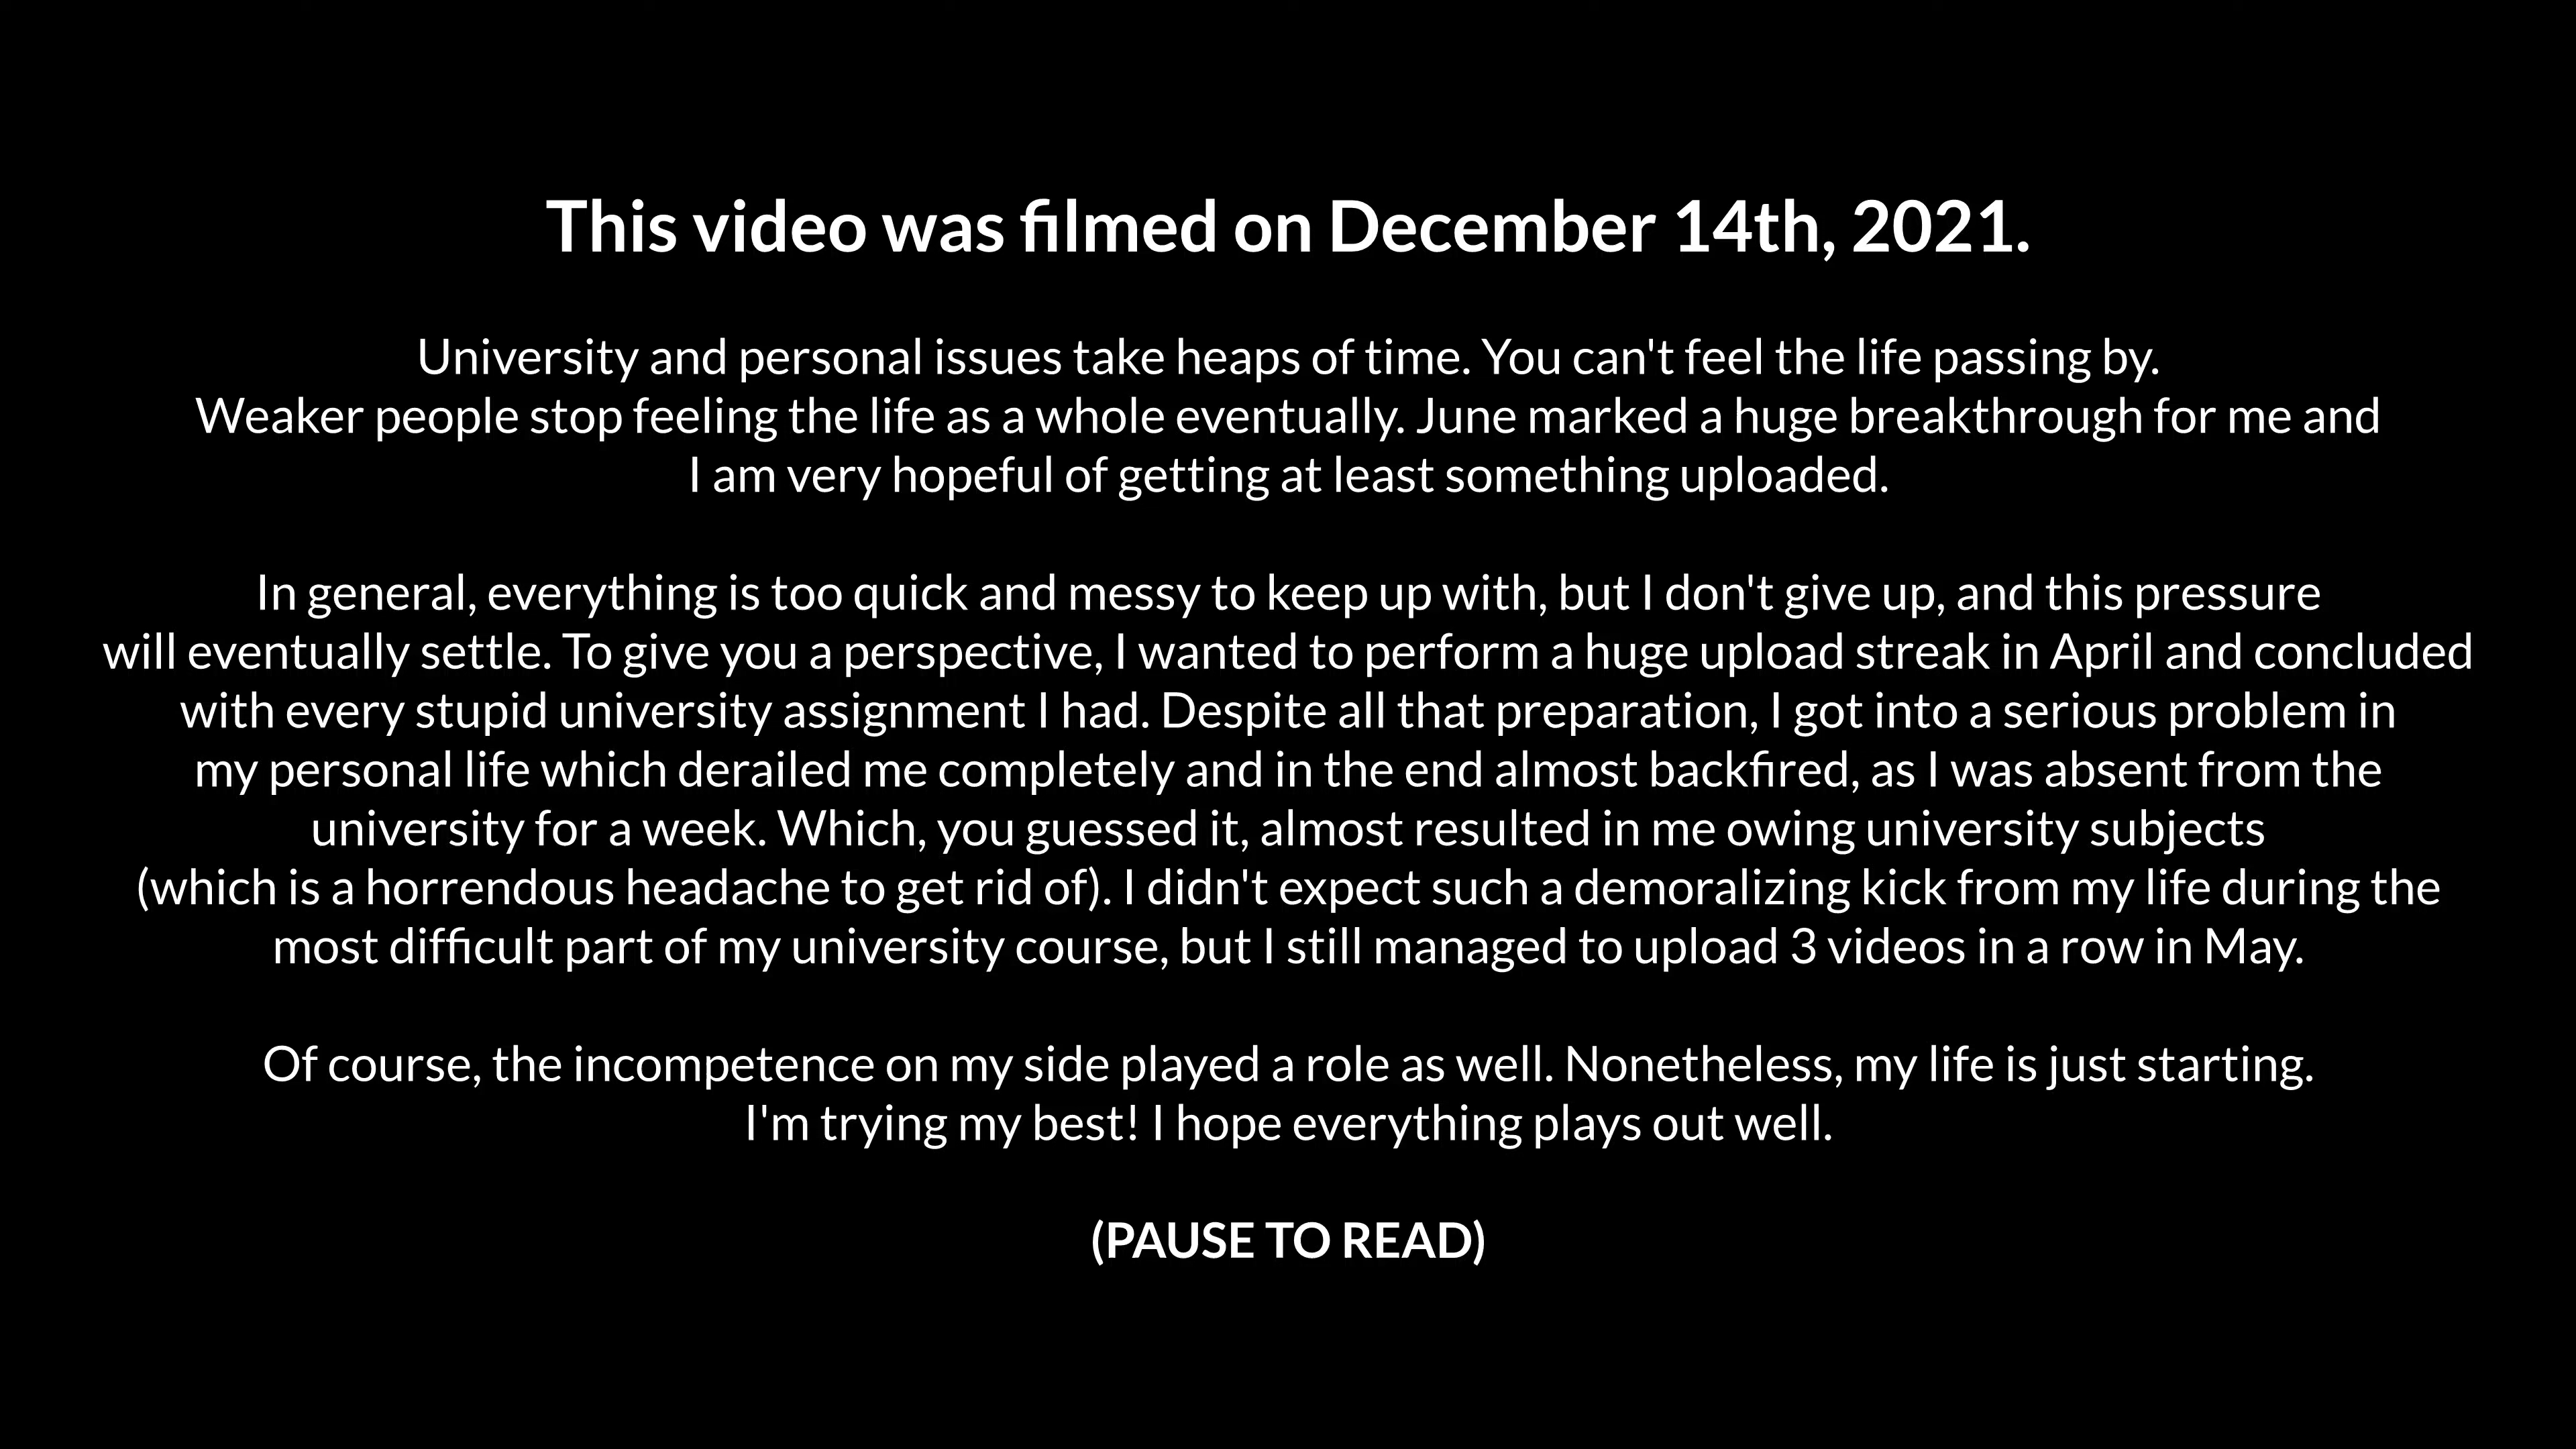 This video was filmed on December 14th, 2021.
University and personal issues take heaps of time. You can't feel the life passing by.
Weaker people stop feeling the life as a whole eventually. June marked a huge breakthrough for me and
I am very hopeful of getting at least something uploaded.
In general, everything is too quick and messy to keep up with, but I don't give up, and this pressure
will eventually settle. To give you a perspective, I wanted to perform a huge upload streak in April and concluded
with every stupid university assignment I had. Despite all that preparation, I got into a serious problem in
my personal life which derailed me completely and in the end almost backfired, as I was absent from the
university for a week. Which, you guessed it, almost resulted in me owing university subjects
(which is a horrendous headache to get rid of). I didn't expect such a demoralizing kick from my life during the
most difficult part of my university course, but I still managed to upload 3 videos in a row in May.
Of course, the incompetence on my side played a role as well. Nonetheless, my life is just starting.
I'm trying my best! I hope everything plays out well.
(PAUSE TO READ)